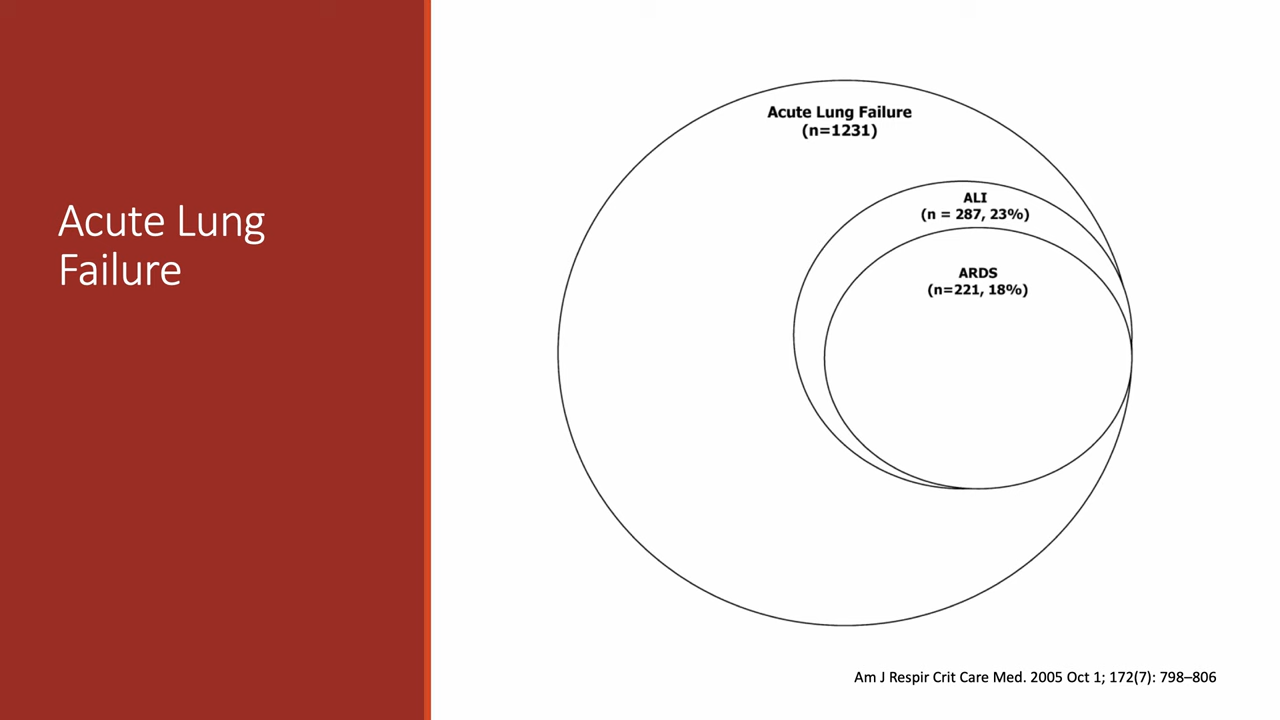 Acute Lung
Failure
Acute Lung Failure
(n=1231)
ALI
(n = 287, 23%)
ARDS
(n=221, 18%)
Am J Respir Crit Care Med. 2005 Oct 1; 172(7): 798–806